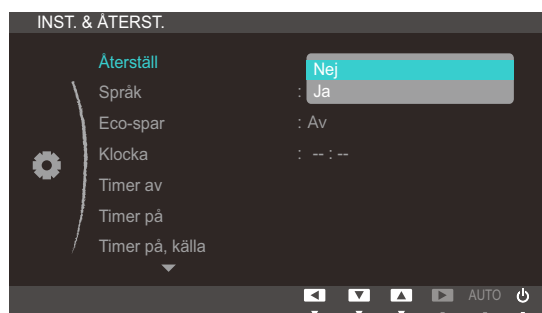 INST. & ÅTERST.
Återställ
Nej
Språk : Ja
Eco-spar : Av
Klocka : -- : --
Timer av
Timer på
Timer på, källa
AUTO